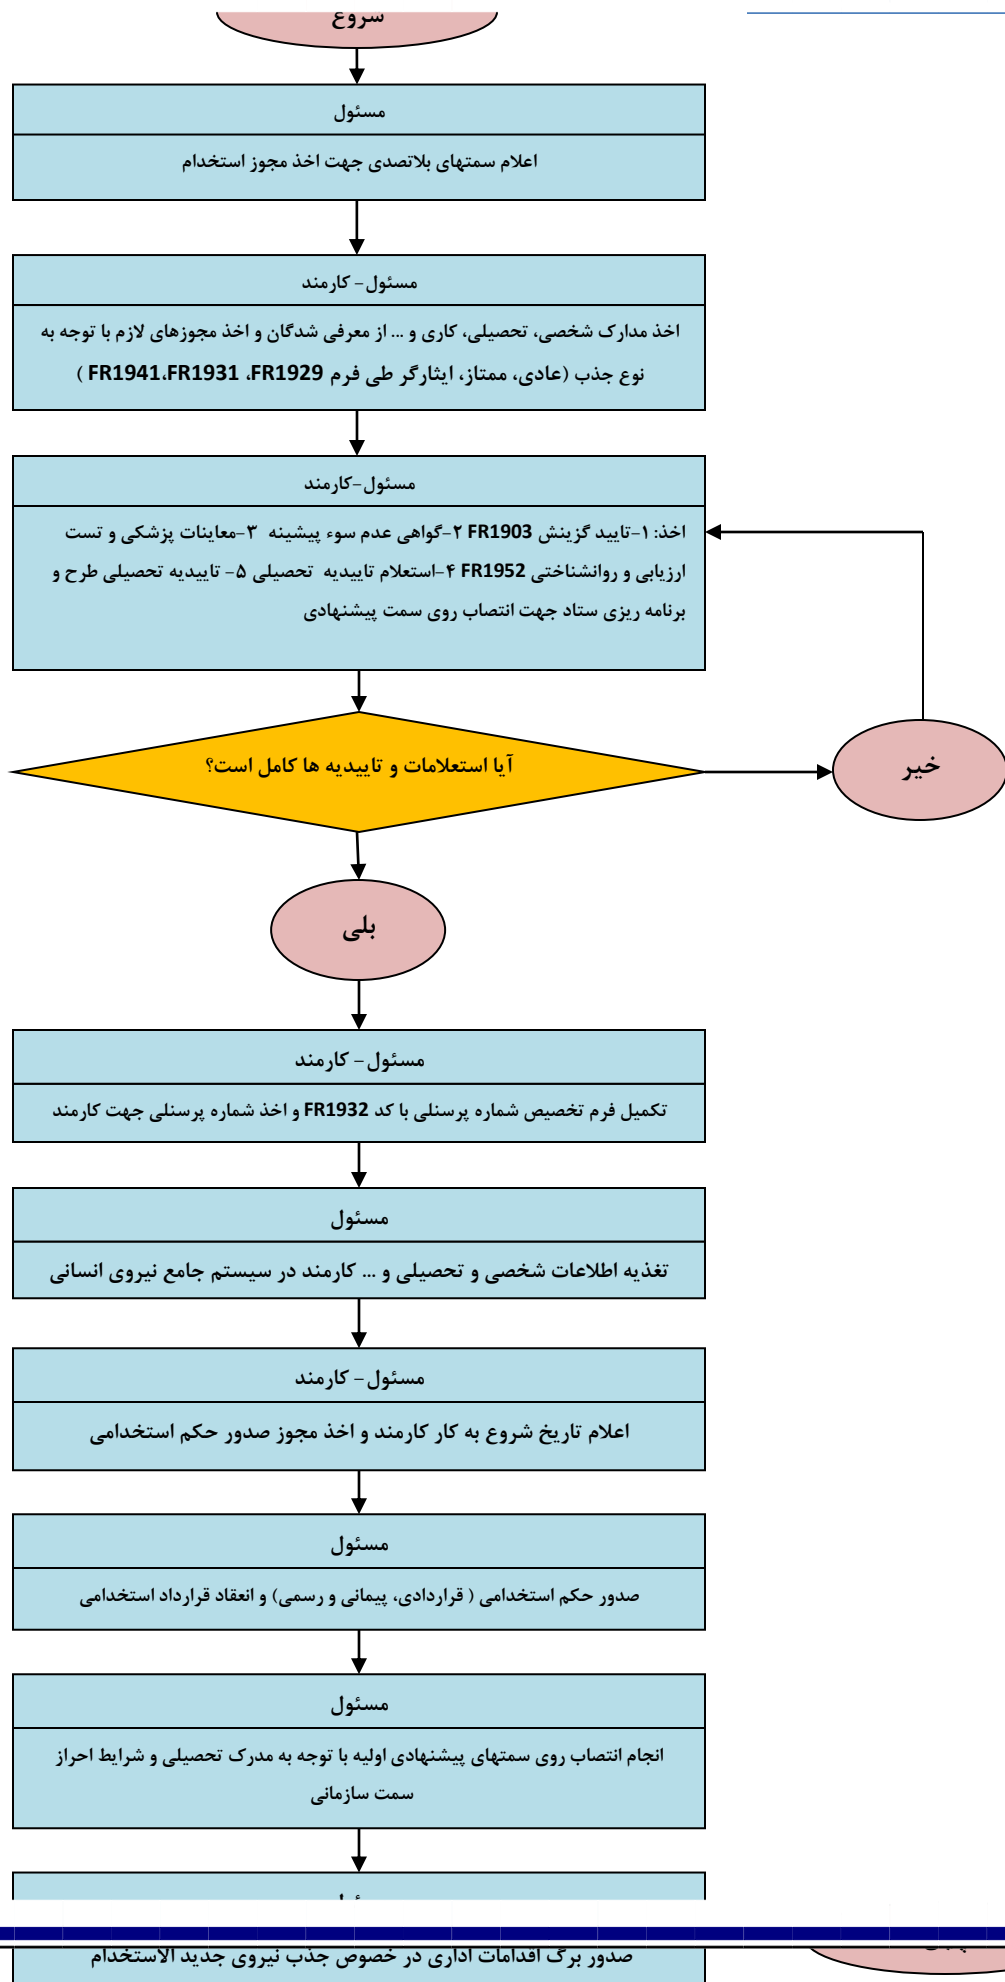 شروع
مسئول
اعلام سمتهای بلاتصدی جهت اخذ مجوز استخدام
مسئول- کارمند
اخذ مدارک شخصی، تحصیلی، کاری و ... از معرفی شدگان و اخذ مجوزهای لازم با توجه به
نوع جذب (عادی، ممتاز، ایثارگر طی فرم FR1929، FR1931،FR1941 )
مسئول-کارمند
اخذ: ۱-تایید گزینش FR1903 ۲-گواهی عدم سوء پیشینه ۳-معاینات پزشکی و تست
ارزیابی و روانشناختی FR1952 ۴-استعلام تاییدیه تحصیلی ۵- تاییدیه تحصیلی طرح و
برنامه ریزی ستاد جهت انتصاب روی سمت پیشنهادی
آیا استعلامات و تاییدیه ها کامل است؟
خیر
بلی
مسئول- کارمند
تکمیل فرم تخصیص شماره پرسنلی با کد FR1932 و اخذ شماره پرسنلی جهت کارمند
مسئول
تغذیه اطلاعات شخصی و تحصیلی و ... کارمند در سیستم جامع نیروی انسانی
مسئول- کارمند
اعلام تاریخ شروع به کار کارمند و اخذ مجوز صدور حکم استخدامی
مسئول
صدور حکم استخدامی ( قراردادی، پیمانی و رسمی) و انعقاد قرارداد استخدامی
مسئول
انجام انتصاب روی سمتهای پیشنهادی اولیه با توجه به مدرک تحصیلی و شرایط احراز
سمت سازمانی
صدور برگ اقدامات اداری در خصوص جذب نیروی جدید الاستخدام